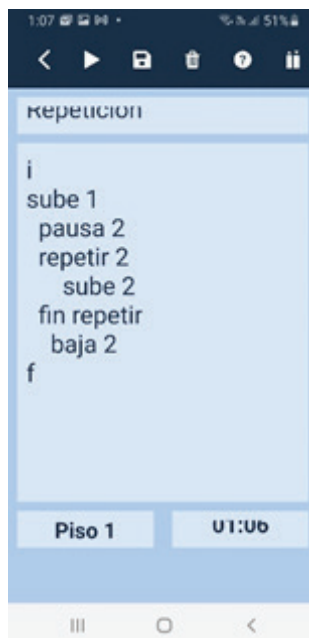 1:07 51%
Repetición
i
sube 1
pausa 2
repetir 2
sube 2
fin repetir
baja 2
f
Piso 1 01:06